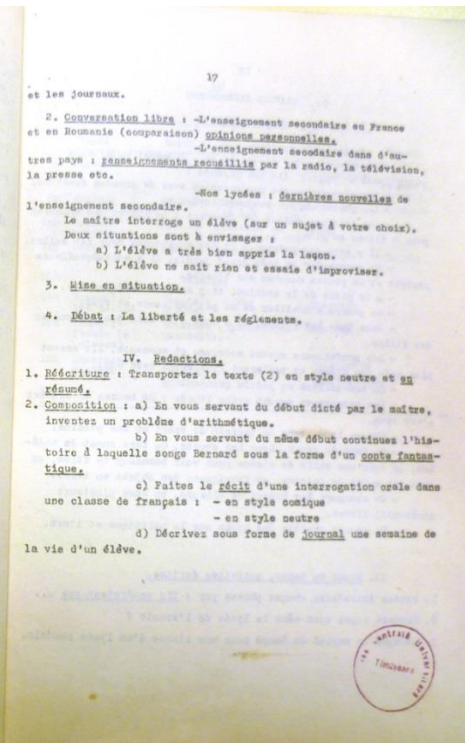 17
et les journaux.
2. Conversation libre : -L'enseignement secondaire en France
et en Roumanie (comparaison) opinions personnelles.
-L'enseignement secodaire dans d'au-
tres pays : renseignements recueillis par la radio, la télévision,
la presse etc.
-Nos lycées : dernières nouvelles de
l'enseignement secondaire.
Le maître interroge un élève (sur un sujet à votre choix).
Deux situations sont à envisager :
a) L'élève a très bien appris la leçon.
b) L'élève ne sait rien et essaie d'improviser.
3. Mise en situation.
4. Débat : La liberté et les réglements.
IV. Redactions.
1. Réécriture : Transportez le texte (2) en style neutre et en
résumé.
2. Composition : a) En vous servant du début dicté par le maître,
inventez un problème d'arithmétique.
b) En vous servant du même début continues l'his-
toire à laquelle songe Bernard sous la forme d'un conte fantas-
tique.
c) Faites le récit d'une interrogation orale dans
une classe de français : - en style comique
- en style neutre
d) Décrivez sous forme de journal une semaine de
la vie d'un élève.
Centrală Universitară
Timisoara